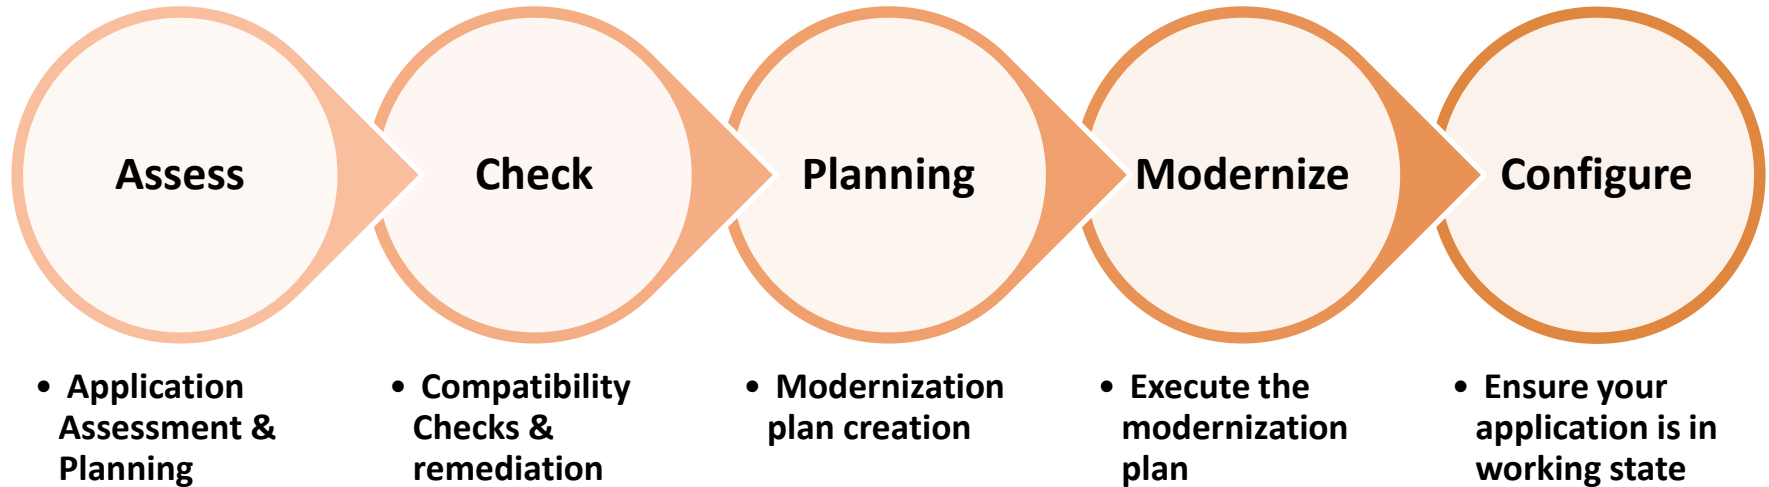 Assess
Check
Planning
Modernize
Configure
• Application
Assessment &
Planning
• Compatibility
Checks &
remediation
• Modernization
plan creation
• Execute the
modernization
plan
• Ensure your
application is in
working state